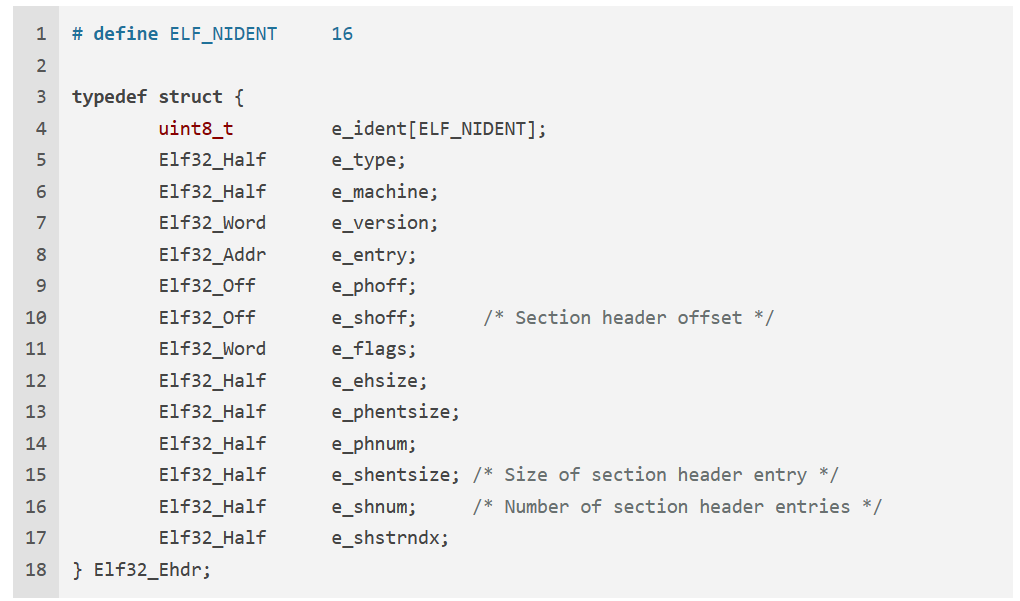 1 # define ELF_NIDENT     16
2
3 typedef struct {
4         uint8_t         e_ident[ELF_NIDENT];
5         Elf32_Half      e_type;
6         Elf32_Half      e_machine;
7         Elf32_Word      e_version;
8         Elf32_Addr      e_entry;
9         Elf32_Off       e_phoff;
10         Elf32_Off       e_shoff;      /* Section header offset */
11         Elf32_Word      e_flags;
12         Elf32_Half      e_ehsize;
13         Elf32_Half      e_phentsize;
14         Elf32_Half      e_phnum;
15         Elf32_Half      e_shentsize; /* Size of section header entry */
16         Elf32_Half      e_shnum;     /* Number of section header entries */
17         Elf32_Half      e_shstrndx;
18 } Elf32_Ehdr;